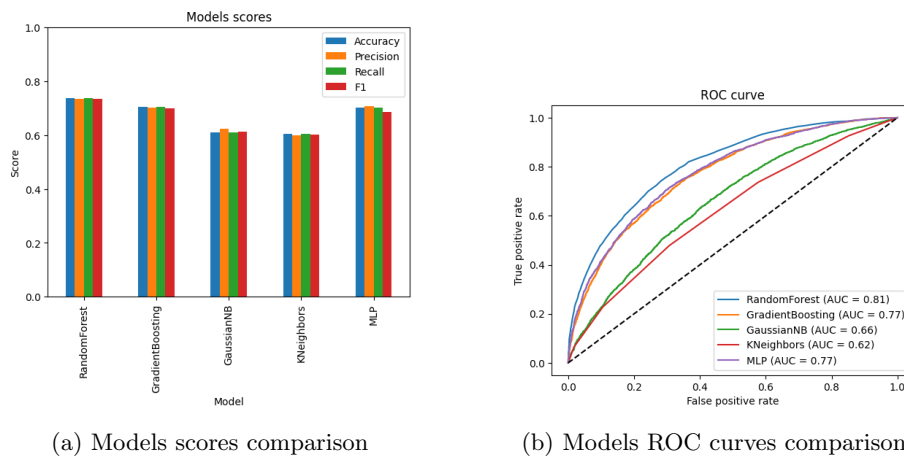 Models scores
1.0
0.8
0.6
0.4
0.2
0.0
Score
Accuracy
Precision
Recall
F1
RandomForest
GradientBoosting
GaussianNB
KNeighbors
MLP
Model
(a) Models scores comparison
ROC curve
1.0
0.8
0.6
0.4
0.2
0.0
True positive rate
RandomForest (AUC = 0.81)
GradientBoosting (AUC = 0.77)
GaussianNB (AUC = 0.66)
KNeighbors (AUC = 0.62)
MLP (AUC = 0.77)
0.0 0.2 0.4 0.6 0.8 1.0
False positive rate
(b) Models ROC curves comparison